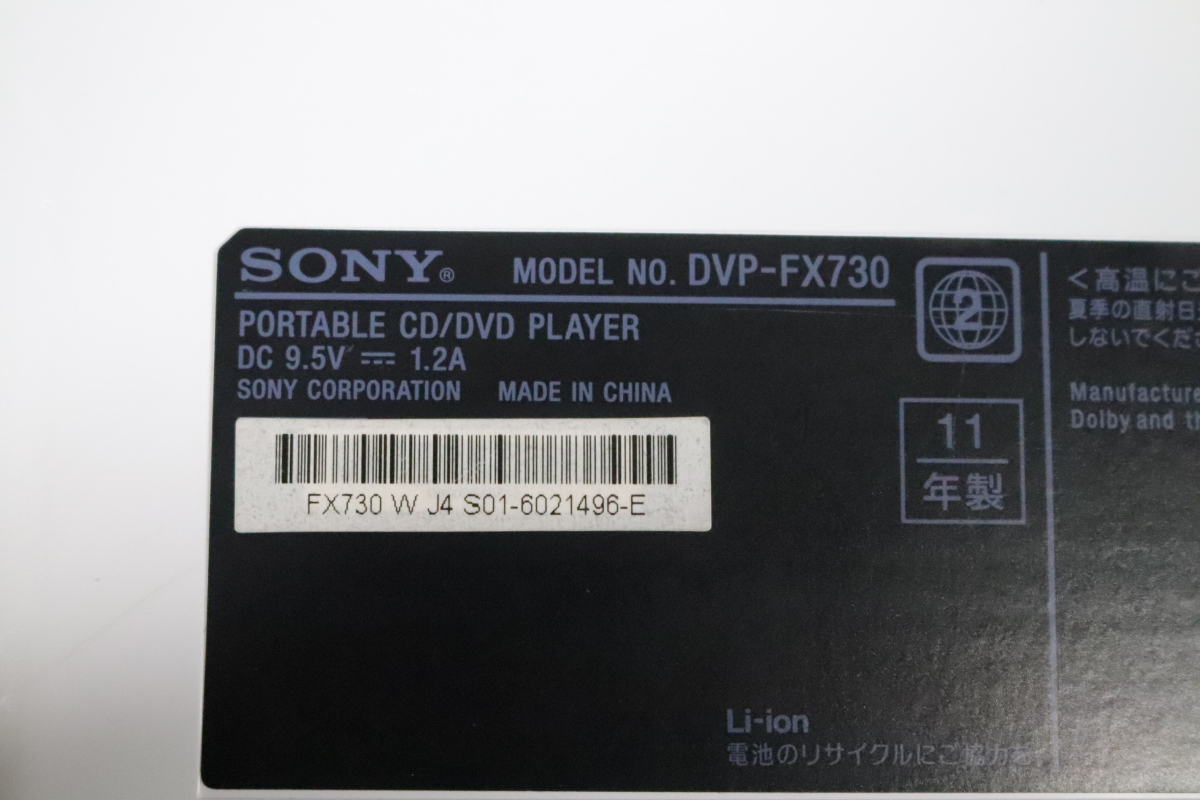 SONY® MODEL NO. DVP-FX730
PORTABLE CD/DVD PLAYER
DC 9.5V ⎓ 1.2A
SONY CORPORATION MADE IN CHINA
FX730 W J4 S01-6021496-E
2
11
年製
Li-ion
電池のリサイクルにご協力を
<高温にご
夏季の直射日
しないでくださ
Manufacture
Dolby and t